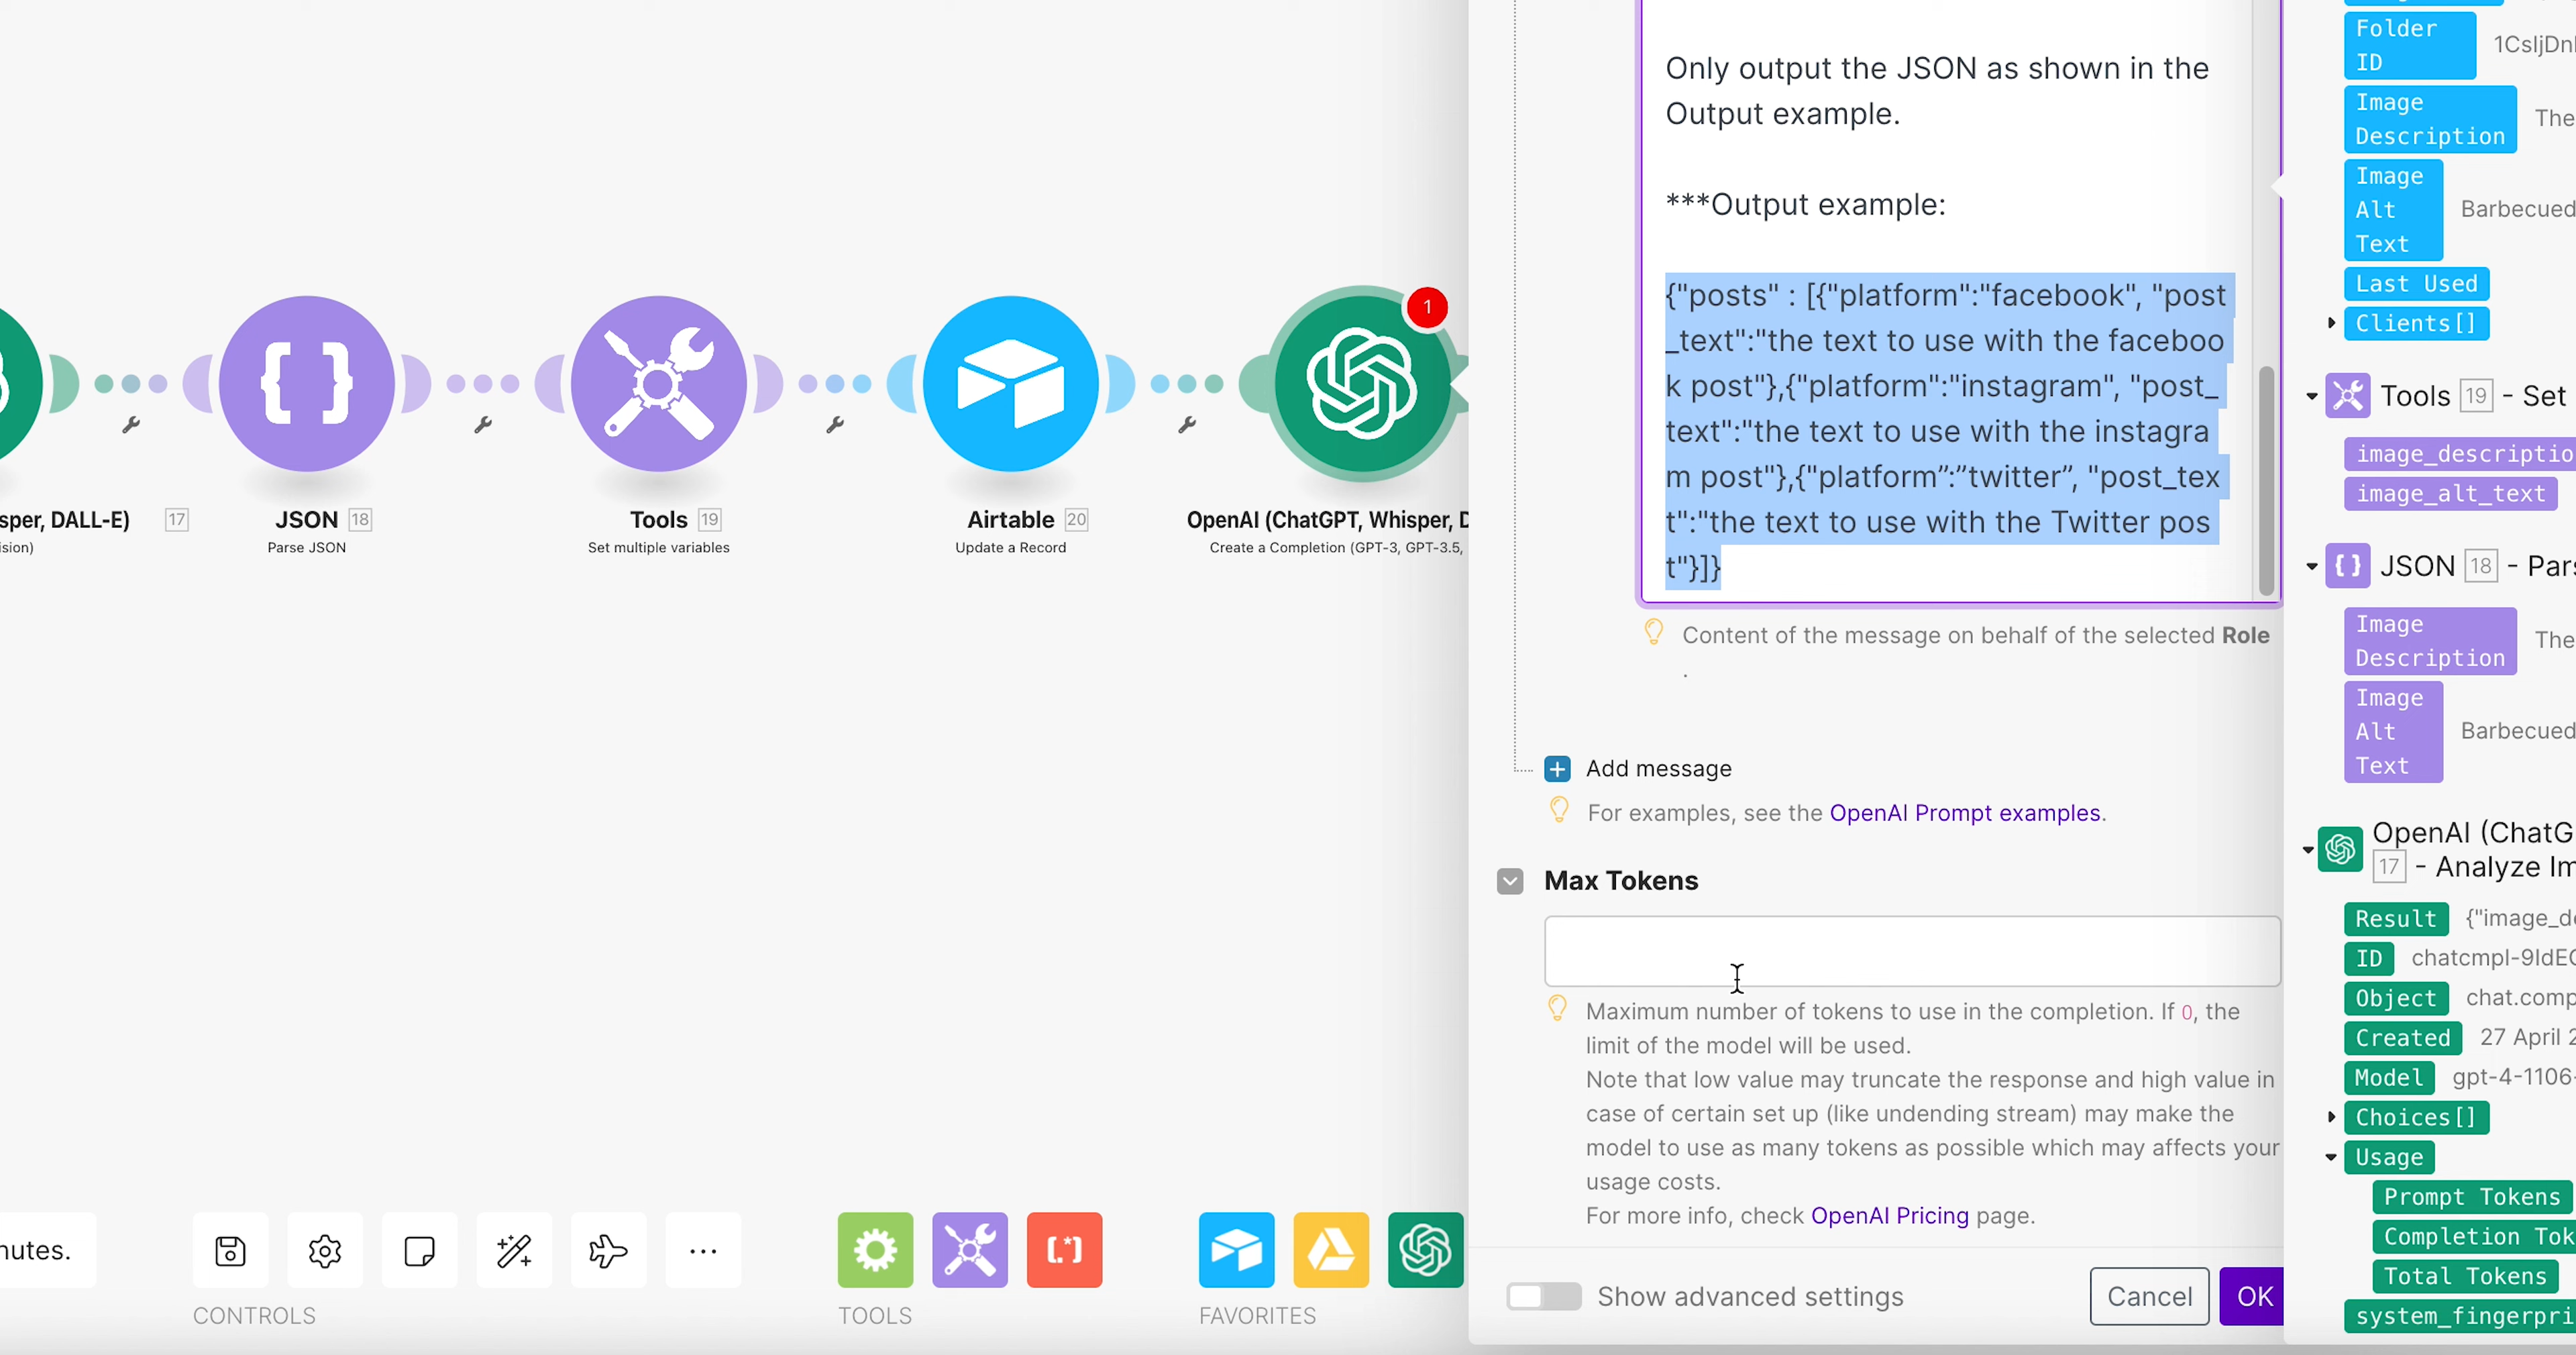 Only output the JSON as shown in the
Output example.
***Output example:
{"posts" : [{"platform":"facebook", "post
_text":"the text to use with the faceboo
k post"},{"platform":"instagram", "post_
text":"the text to use with the instagra
m post"},{"platform”:”twitter”, "post_tex
t":"the text to use with the Twitter pos
t"}]}
Content of the message on behalf of the selected Role
.
Add message
For examples, see the OpenAI Prompt examples.
Max Tokens
Maximum number of tokens to use in the completion. If 0, the
limit of the model will be used.
Note that low value may truncate the response and high value in
case of certain set up (like undending stream) may make the
model to use as many tokens as possible which may affects your
usage costs.
For more info, check OpenAI Pricing page.
Show advanced settings
Cancel
OK
1
sper, DALL-E) 17
ision)
JSON 18
Parse JSON
Tools 19
Set multiple variables
Airtable 20
Update a Record
OpenAI (ChatGPT, Whisper, D
Create a Completion (GPT-3, GPT-3.5,
nutes.
CONTROLS
TOOLS
FAVORITES
Folder
ID
1CsljDn
Image
Description
The
Image
Alt
Text
Barbecued
Last Used
Clients[]
Tools 19 - Set
image_descriptio
image_alt_text
JSON 18 - Pars
Image
Description
The
Image
Alt
Text
Barbecued
OpenAI (ChatG
17 - Analyze Im
Result {"image_de
ID chatcmpl-9IdEC
Object chat.comp
Created 27 April 2
Model gpt-4-1106-
Choices[]
Usage
Prompt Tokens
Completion Tok
Total Tokens
system_fingerpri